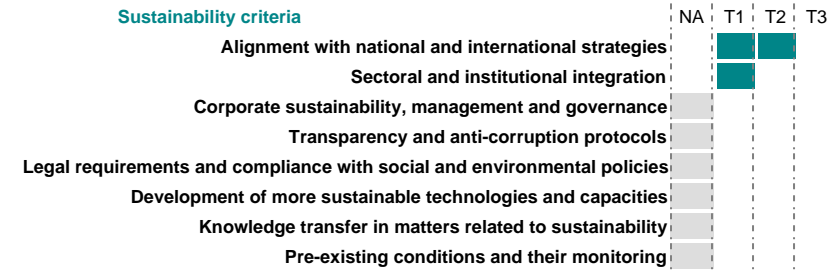 Sustainability criteria NA T1 T2 T3
Alignment with national and international strategies
Sectoral and institutional integration
Corporate sustainability, management and governance
Transparency and anti-corruption protocols
Legal requirements and compliance with social and environmental policies
Development of more sustainable technologies and capacities
Knowledge transfer in matters related to sustainability
Pre-existing conditions and their monitoring